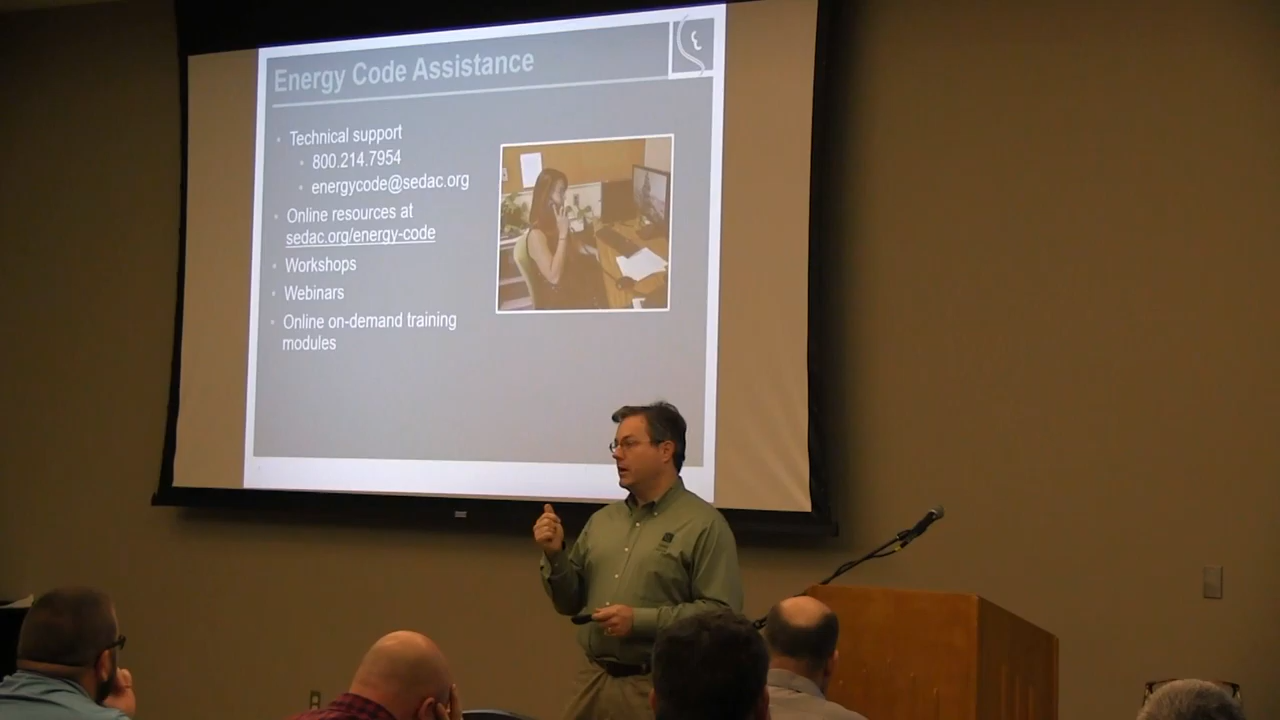 Energy Code Assistance
Technical support
800.214.7954
energycode@sedac.org
Online resources at
sedac.org/energy-code
Workshops
Webinars
Online on-demand training
modules